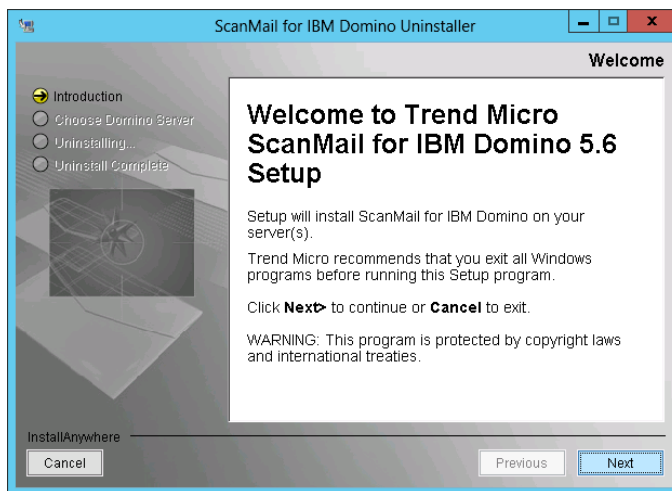 ScanMail for IBM Domino Uninstaller
Welcome
Introduction
Choose Domino Server
Uninstalling...
Uninstall Complete
Welcome to Trend Micro
ScanMail for IBM Domino 5.6
Setup
Setup will install ScanMail for IBM Domino on your
server(s).
Trend Micro recommends that you exit all Windows
programs before running this Setup program.
Click Next> to continue or Cancel to exit.
WARNING: This program is protected by copyright laws
and international treaties.
InstallAnywhere
Cancel
Previous
Next